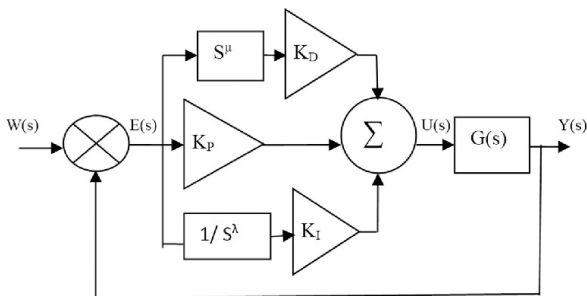 S^μ
K_D
W(s)
E(s)
K_P
Σ
U(s)
G(s)
Y(s)
1/ S^λ
K_I